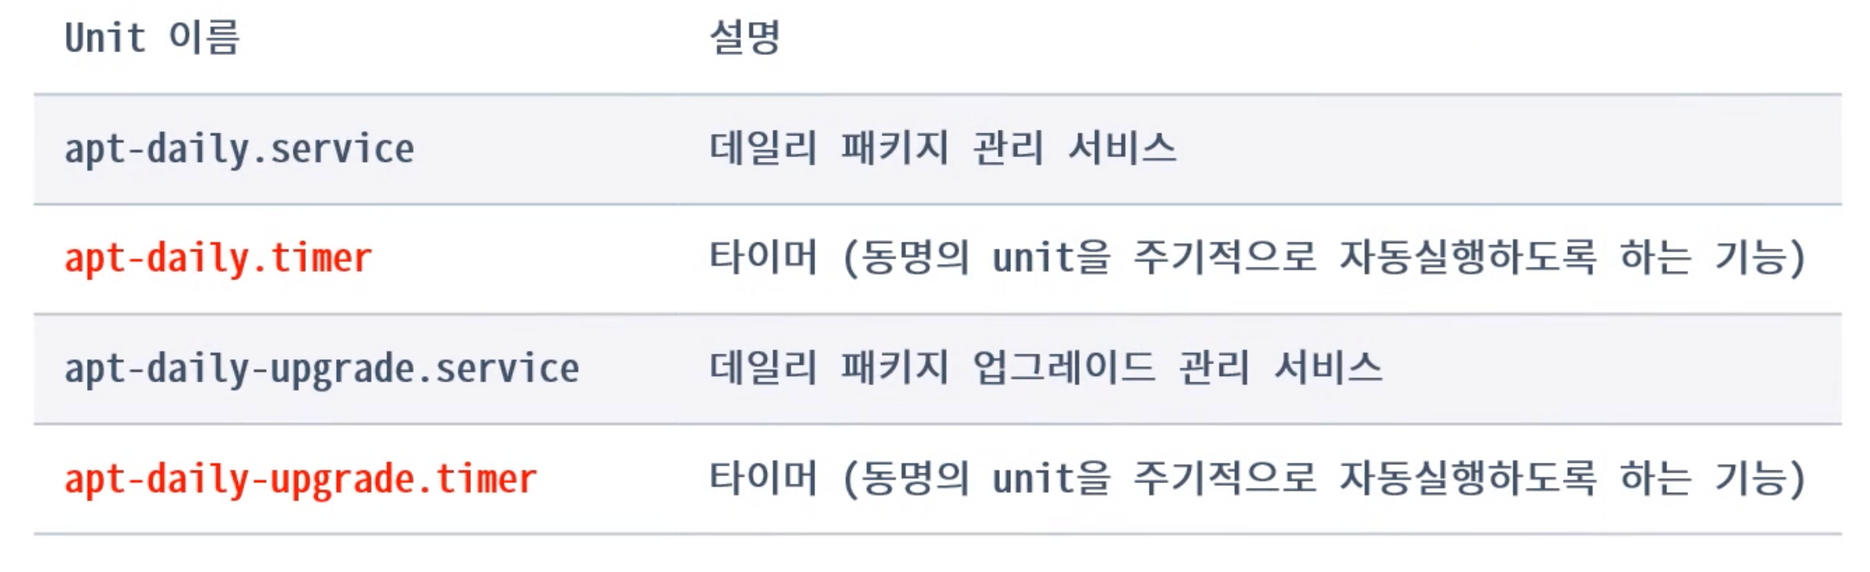 Unit 이름 설명
apt-daily.service 데일리 패키지 관리 서비스
apt-daily.timer 타이머 (동명의 unit을 주기적으로 자동실행하도록 하는 기능)
apt-daily-upgrade.service 데일리 패키지 업그레이드 관리 서비스
apt-daily-upgrade.timer 타이머 (동명의 unit을 주기적으로 자동실행하도록 하는 기능)